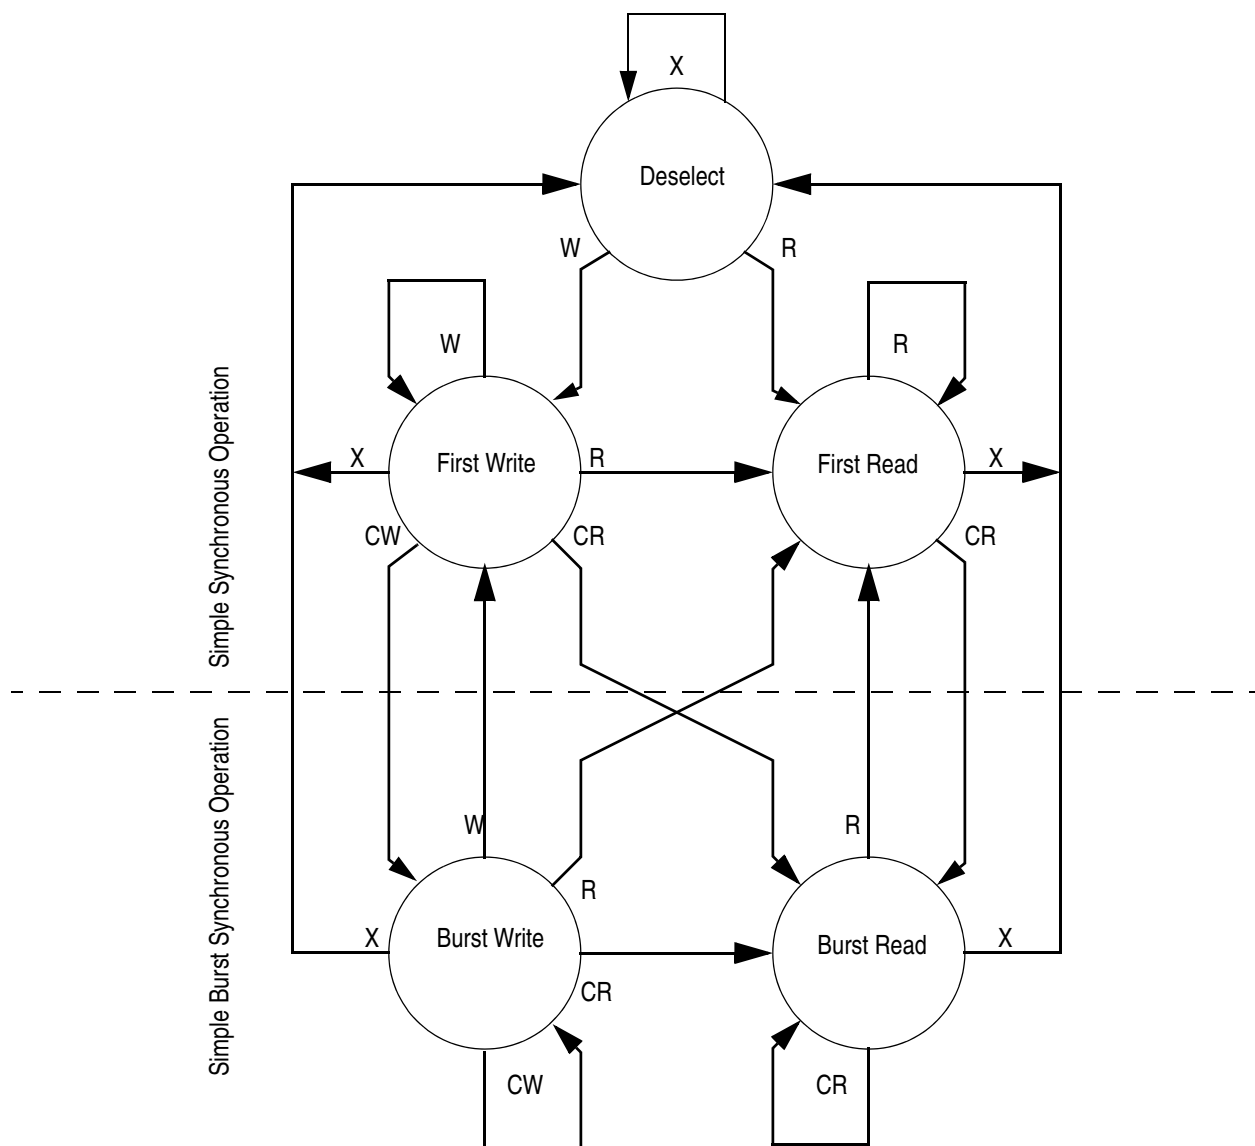 X
Deselect
W
R
W
R
Simple Synchronous Operation
X
First Write
R
First Read
X
CW
CR
CR
Simple Burst Synchronous Operation
W
R
R
X
Burst Write
Burst Read
X
CR
CW
CR